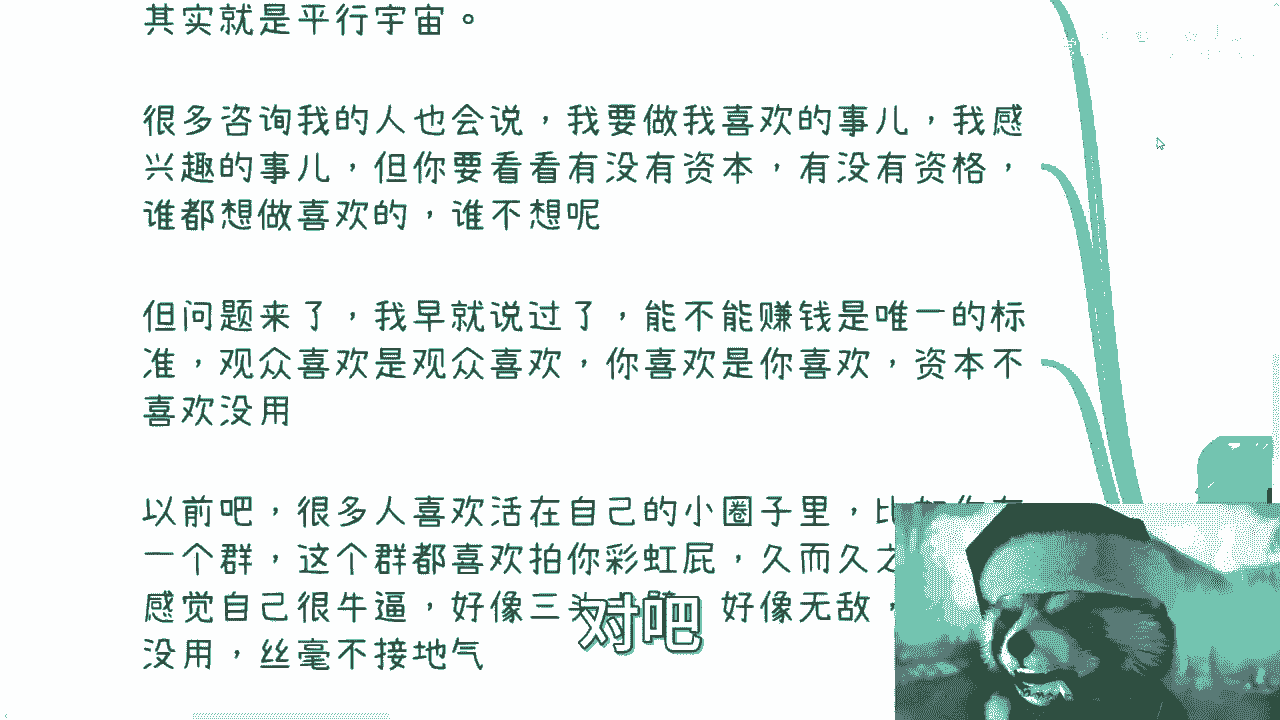 其实就是平行宇宙。
很多咨询我的人也会说，我要做我喜欢的事儿，我感
兴趣的事儿，但你要看看有没有资本，有没有资格，
谁都想做喜欢的，谁不想呢
但问题来了，我早就说过了，能不能赚钱是唯一的标
准，观众喜欢是观众喜欢，你喜欢是你喜欢，资本不
喜欢没用
以前吧，很多人喜欢活在自己的小圈子里，
一个群，这个群都喜欢拍你彩虹屁，久而久
感觉自己很牛逼，好像三 好像无敌，
没用，丝毫不接地气
对吧